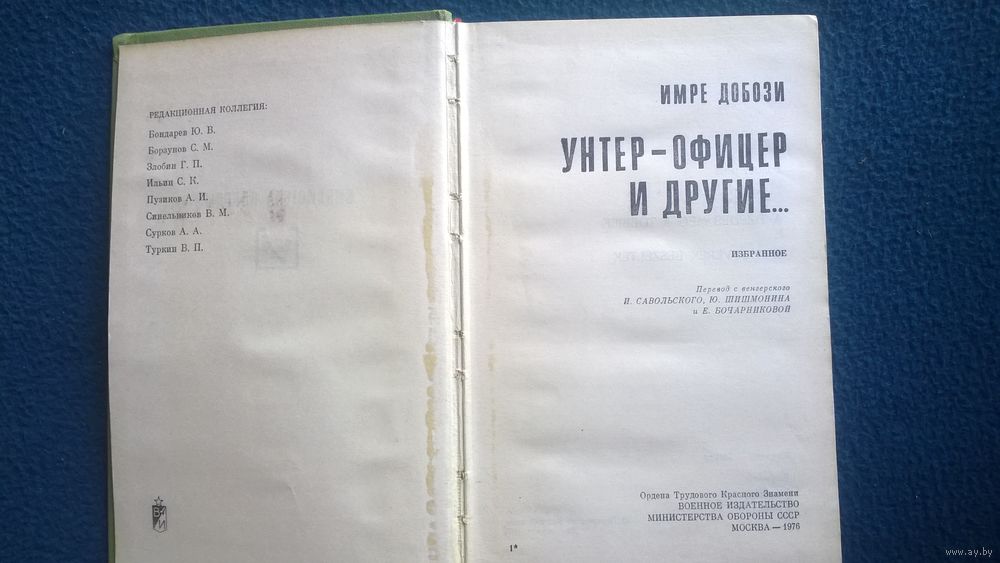 РЕДАКЦИОННАЯ КОЛЛЕГИЯ:
Бондарев Ю. В.
Борзунов С. М.
Злобин Г. П.
Ильин С. К.
Пузиков А. И.
Синельников В. М.
Сурков А. А.
Туркин В. П.
ВИ
ИМРЕ ДОБОЗИ
УНТЕР-ОФИЦЕР
И ДРУГИЕ...
ИЗБРАННОЕ
Перевод с венгерского
И. САВОЛЬСКОГО, Ю. ШИШМОНИНА
и Е. БОЧАРНИКОВОЙ
Ордена Трудового Красного Знамени
ВОЕННОЕ ИЗДАТЕЛЬСТВО
МИНИСТЕРСТВА ОБОРОНЫ СССР
МОСКВА — 1976
1*
www.ay.by